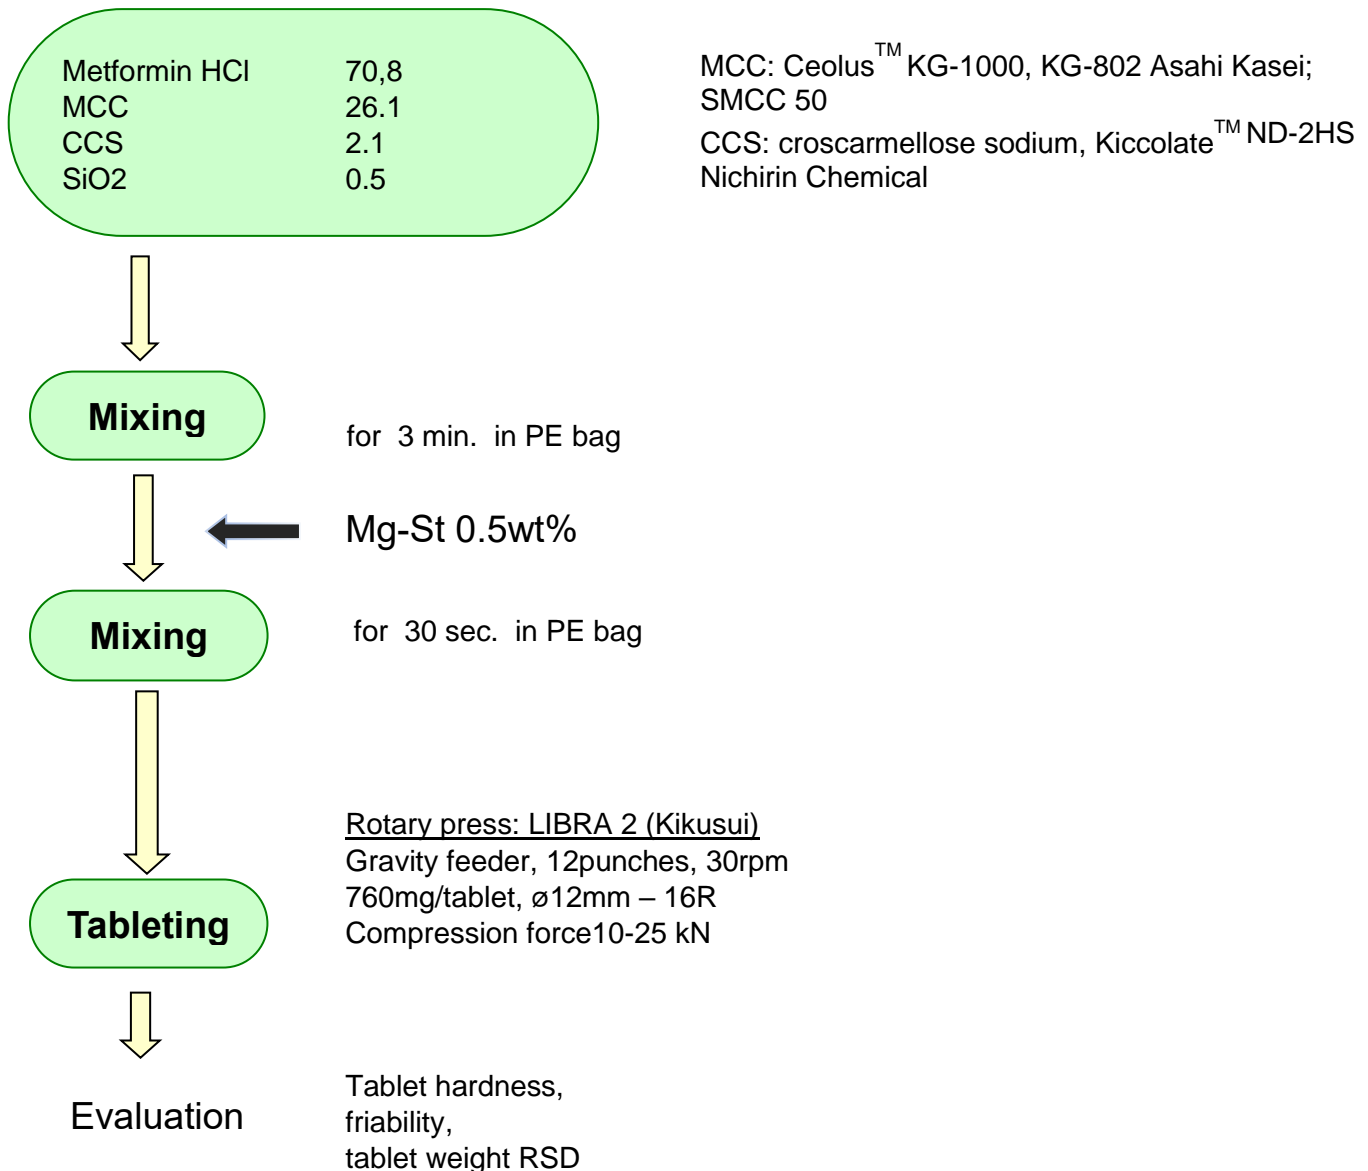 Metformin HCl 70,8
MCC 26.1
CCS 2.1
SiO2 0.5
MCC: Ceolus™ KG-1000, KG-802 Asahi Kasei;
SMCC 50
CCS: croscarmellose sodium, Kiccolate™ ND-2HS
Nichirin Chemical
Mixing
for 3 min. in PE bag
Mg-St 0.5wt%
Mixing
for 30 sec. in PE bag
Rotary press: LIBRA 2 (Kikusui)
Gravity feeder, 12punches, 30rpm
760mg/tablet, ø12mm – 16R
Compression force10-25 kN
Tableting
Evaluation
Tablet hardness,
friability,
tablet weight RSD